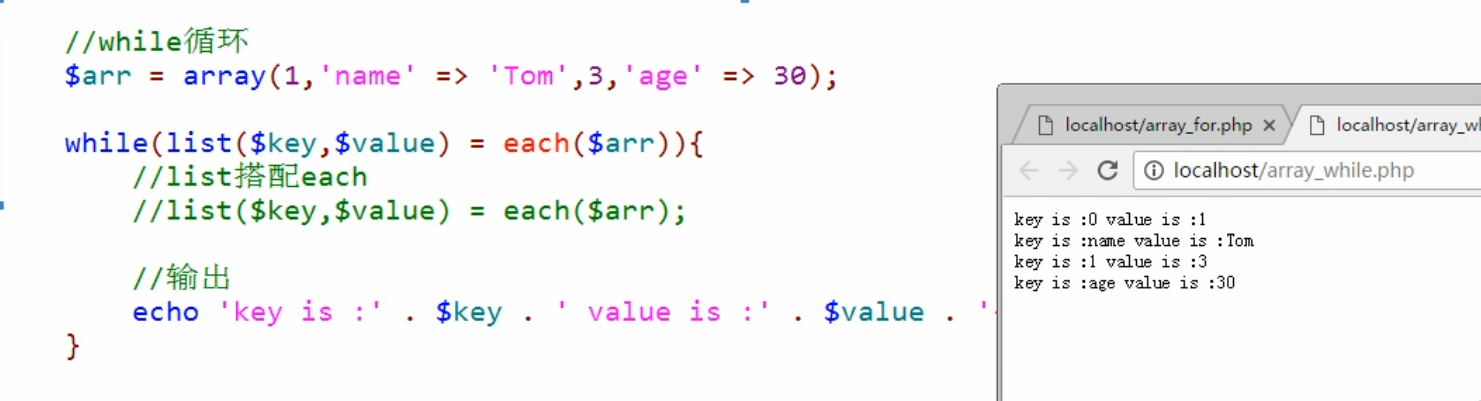 //while循环
$arr = array(1,'name' => 'Tom',3,'age' => 30);
while(list($key,$value) = each($arr)){
//list搭配each
//list($key,$value) = each($arr);
//输出
echo 'key is :' . $key . ' value is :' . $value . '
}
localhost/array_for.php
localhost/array_wh
localhost/array_while.php
key is :0 value is :1
key is :name value is :Tom
key is :1 value is :3
key is :age value is :30